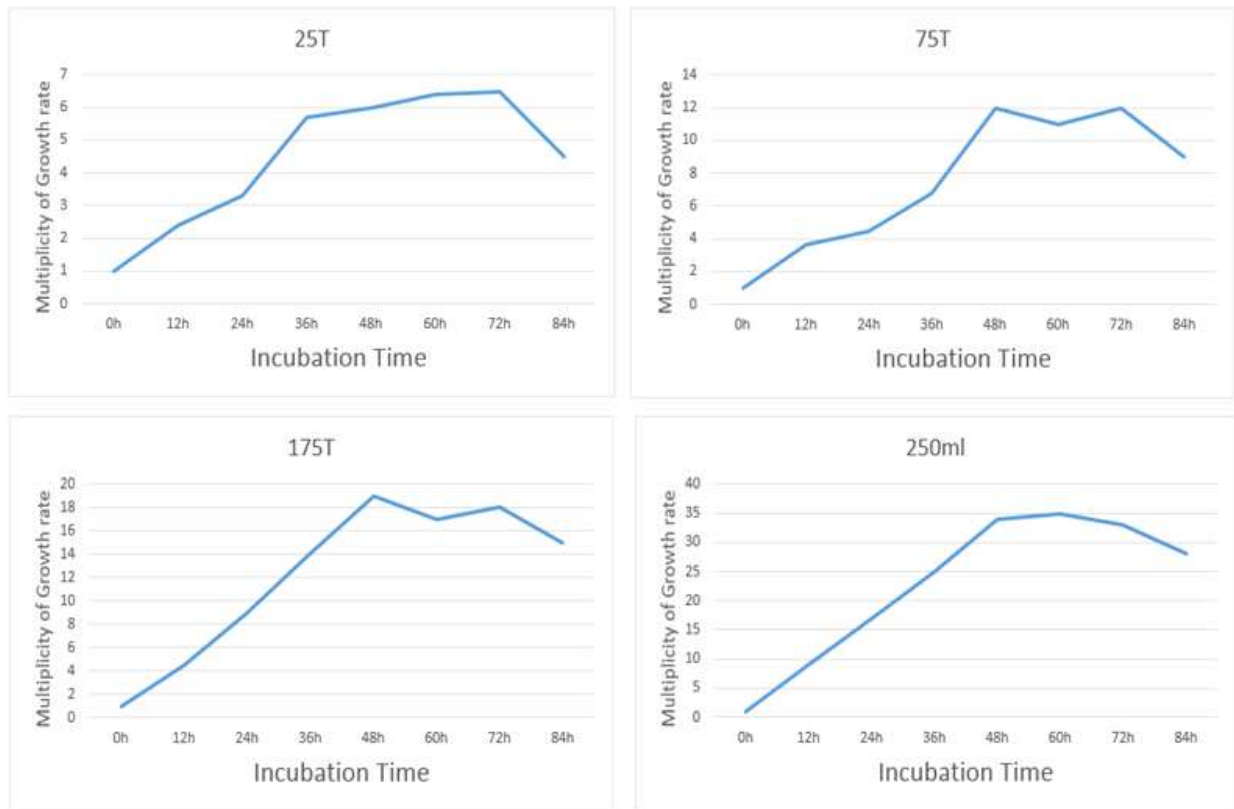 25T
Multiplicity of Growth rate
7
6
5
4
3
2
1
0
0h 12h 24h 36h 48h 60h 72h 84h
Incubation Time
75T
Multiplicity of Growth rate
14
12
10
8
6
4
2
0
0h 12h 24h 36h 48h 60h 72h 84h
Incubation Time
175T
Multiplicity of Growth rate
20
18
16
14
12
10
8
6
4
2
0
0h 12h 24h 36h 48h 60h 72h 84h
Incubation Time
250ml
Multiplicity of Growth rate
40
35
30
25
20
15
10
5
0
0h 12h 24h 36h 48h 60h 72h 84h
Incubation Time